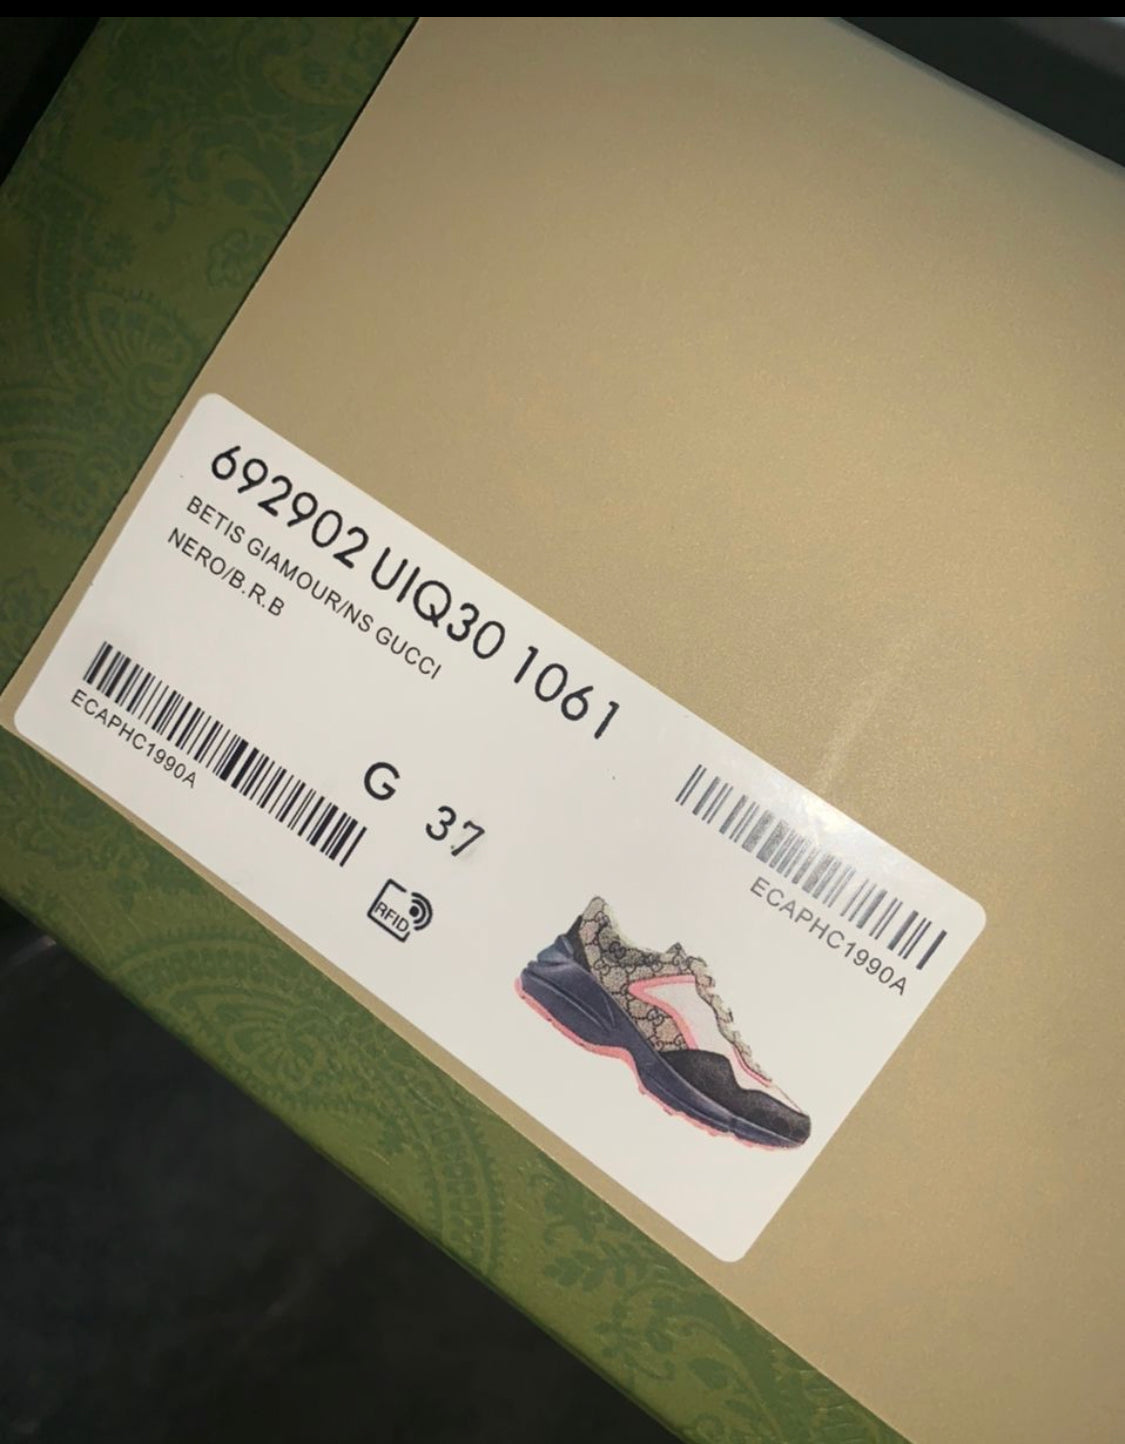 692902 UIQ30 1061
BETIS GIAMOUR/NS GUCCI
NERO/B.R.B
ECAPHC1990A
G 37
RFID
ECAPHC1990A